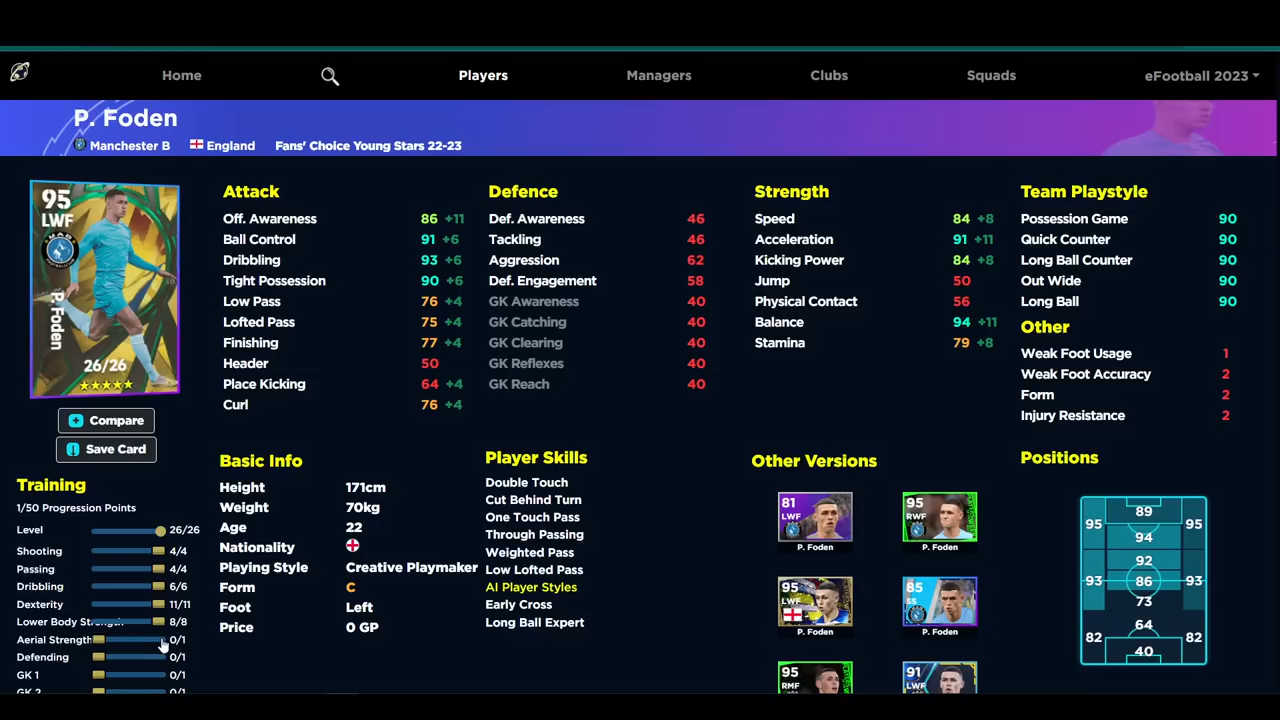 Home Players Managers Clubs Squads eFootball 2023
P. Foden
Manchester B England Fans' Choice Young Stars 22-23
95
LWF
P. Foden
26/26
Compare
Save Card
Training
1/50 Progression Points
Level 26/26
Shooting 4/4
Passing 4/4
Dribbling 6/6
Dexterity 11/11
Lower Body Strength 8/8
Aerial Strength 0/1
Defending 0/1
GK 1 0/1
GK 2 0/1
Attack
Off. Awareness 86 +11
Ball Control 91 +6
Dribbling 93 +6
Tight Possession 90 +6
Low Pass 76 +4
Lofted Pass 75 +4
Finishing 77 +4
Header 50
Place Kicking 64 +4
Curl 76 +4
Defence
Def. Awareness 46
Tackling 46
Aggression 62
Def. Engagement 58
GK Awareness 40
GK Catching 40
GK Clearing 40
GK Reflexes 40
GK Reach 40
Strength
Speed 84 +8
Acceleration 91 +11
Kicking Power 84 +8
Jump 50
Physical Contact 56
Balance 94 +11
Stamina 79 +8
Team Playstyle
Possession Game 90
Quick Counter 90
Long Ball Counter 90
Out Wide 90
Long Ball 90
Other
Weak Foot Usage 1
Weak Foot Accuracy 2
Form 2
Injury Resistance 2
Basic Info
Height 171cm
Weight 70kg
Age 22
Nationality
Playing Style Creative Playmaker
Form C
Foot Left
Price 0 GP
Player Skills
Double Touch
Cut Behind Turn
One Touch Pass
Through Passing
Weighted Pass
Low Lofted Pass
AI Player Styles
Early Cross
Long Ball Expert
Other Versions
81
LWF
P. Foden
95
RWF
P. Foden
95
LWF
P. Foden
85
SS
P. Foden
95
RMF
91
LWF
Positions
89
95 95
94
92
93 86 93
73
64
82 82
40